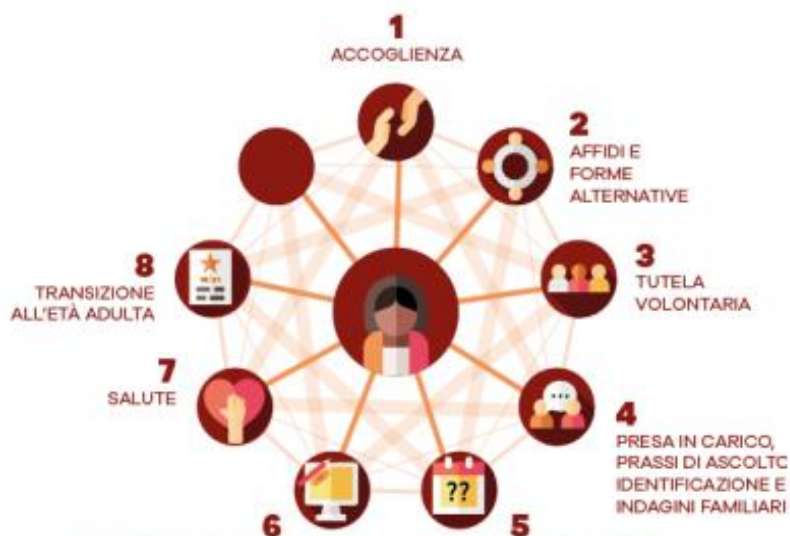 1
ACCOGLIENZA
2
AFFIDI E
FORME
ALTERNATIVE
3
TUTELA
VOLONTARIA
4
PRESA IN CARICO,
PRASSI DI ASCOLTO
IDENTIFICAZIONE E
INDAGINI FAMILIARI
5
??
6
7
SALUTE
8
TRANSIZIONE
ALL'ETÀ ADULTA